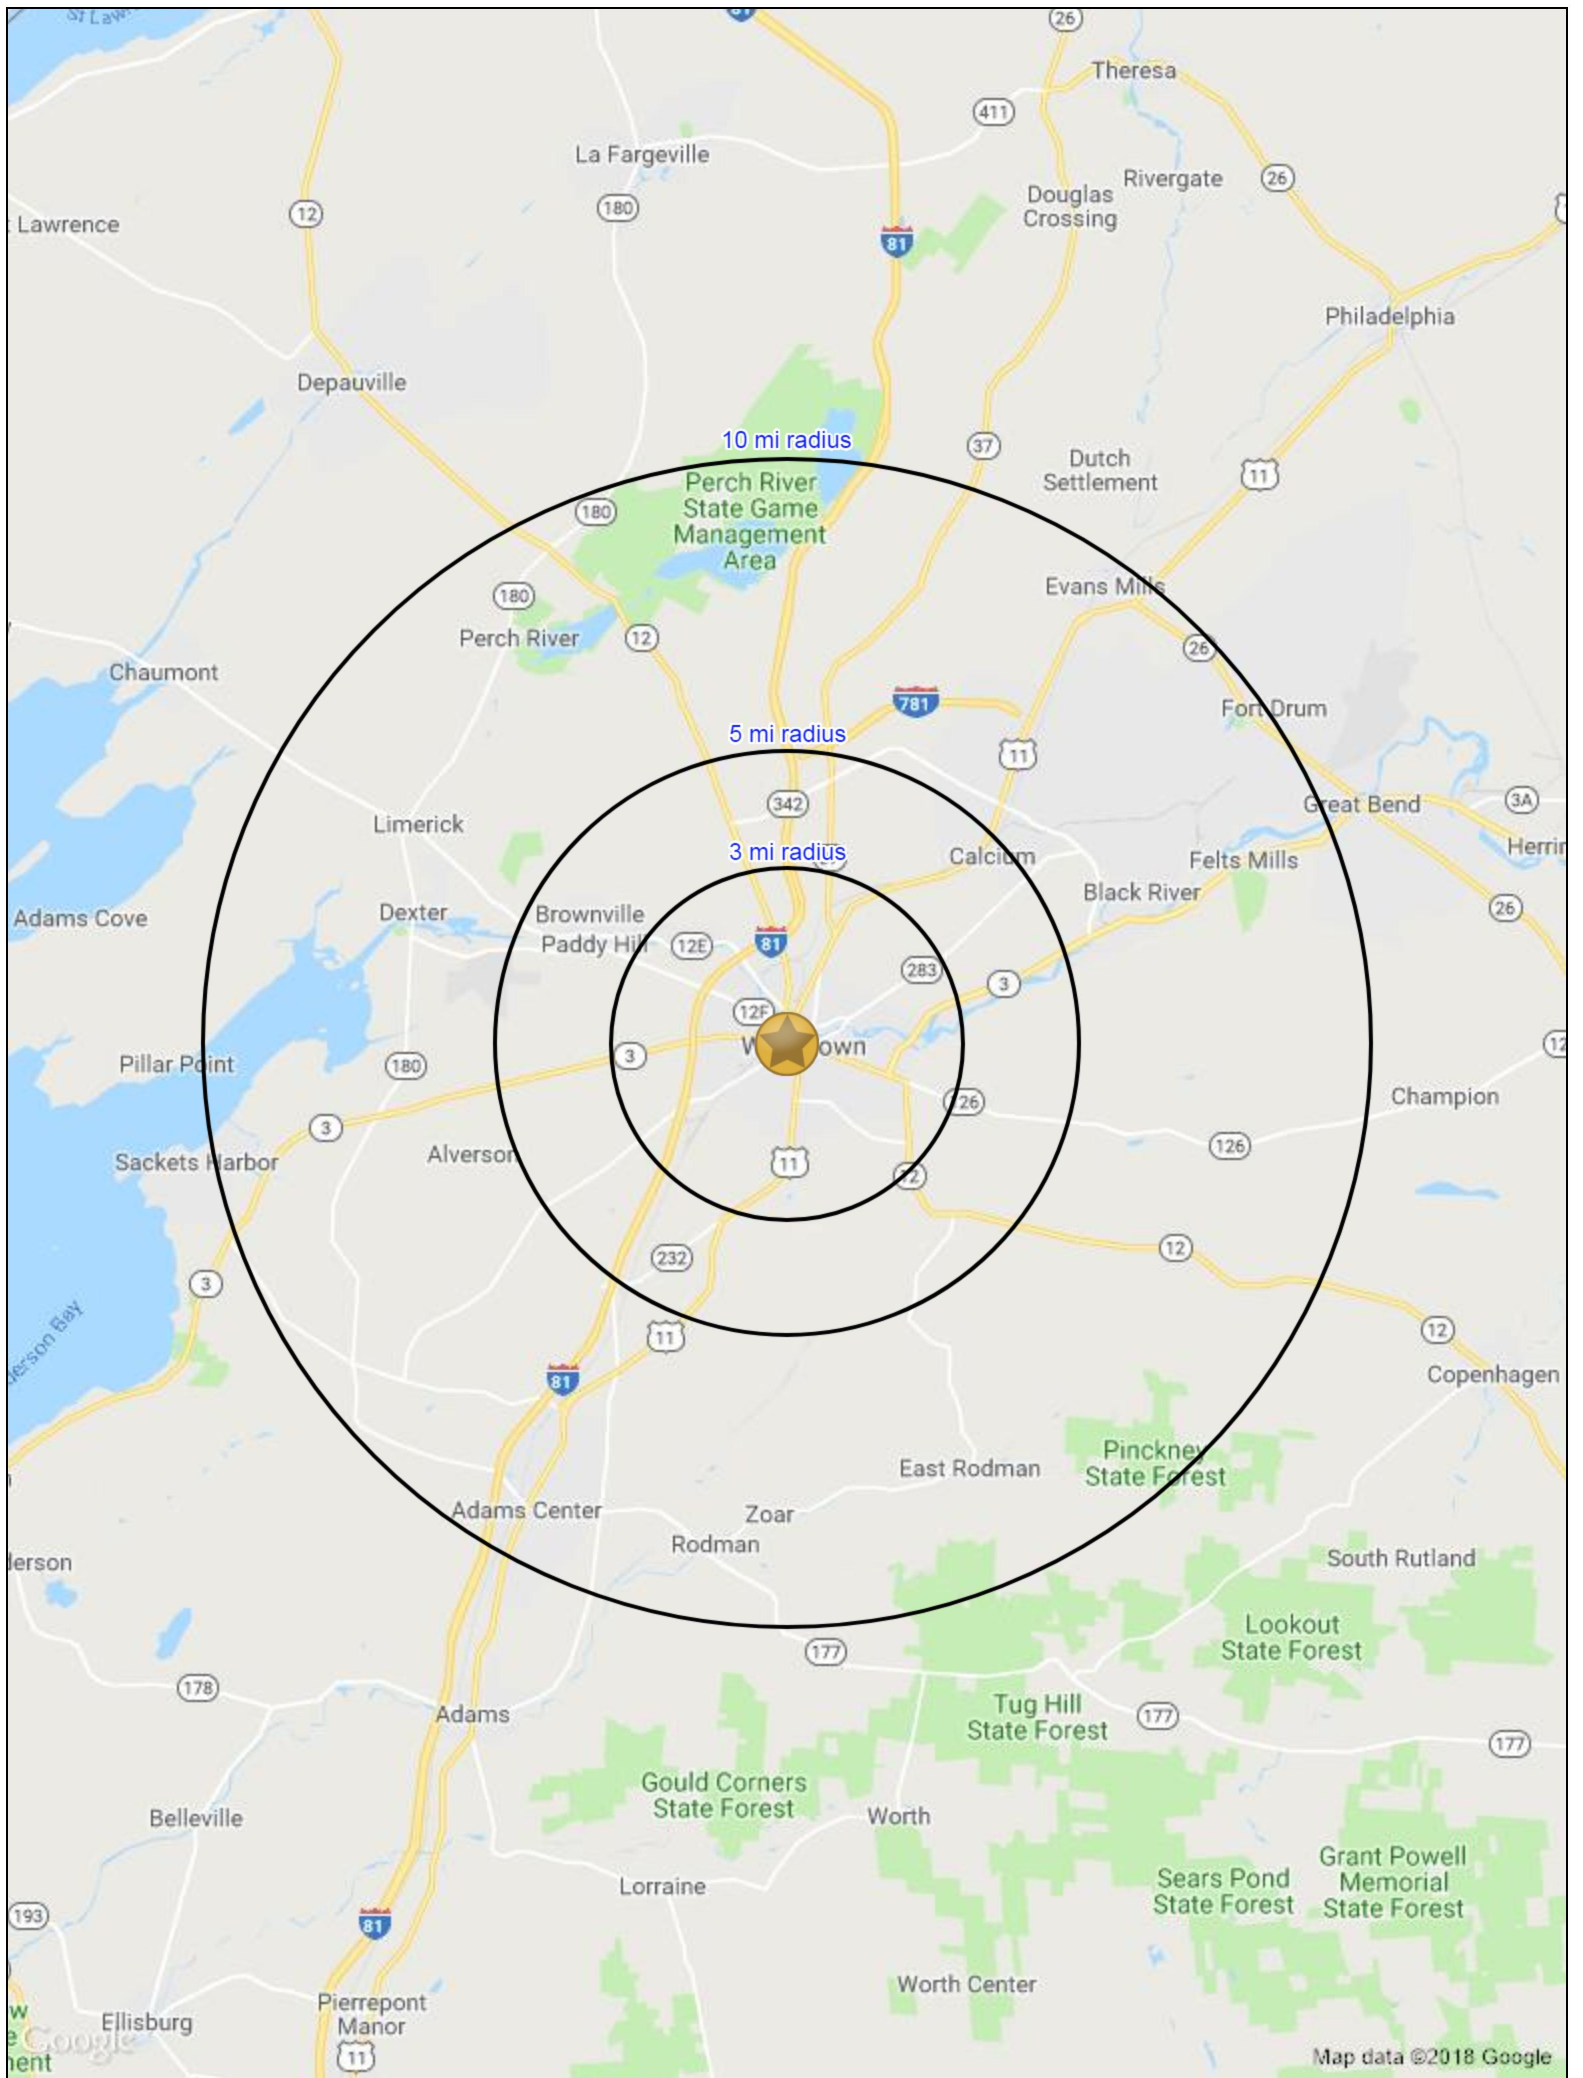 81
26
Theresa
411
La Fargeville
Rivergate
26
180
Douglas
Crossing
12
Lawrence
81
Philadelphia
Depauville
10 mi radius
37
Dutch
Settlement
11
Perch River
State Game
Management
Area
180
Evans Mills
180
Perch River
12
26
Chaumont
781
Fort Drum
5 mi radius
11
342
Great Bend
3A
Limerick
3 mi radius
Calcium
Felts Mills
Black River
Dexter
Brownville
Adams Cove
26
Paddy Hill
12E
81
283
3
12F
3
180
Pillar Point
Champion
126
126
3
Sackets Harbor
Alverson
11
12
232
12
3
11
12
81
Copenhagen
Pinckney
State Forest
East Rodman
Adams Center
Zoar
Rodman
South Rutland
Lookout
State Forest
177
178
Adams
Tug Hill
State Forest
177
177
Gould Corners
State Forest
Belleville
Worth
Grant Powell
Memorial
State Forest
Sears Pond
State Forest
Lorraine
193
81
Worth Center
Pierrepont
Manor
Ellisburg
Google
11
Map data ©2018 Google